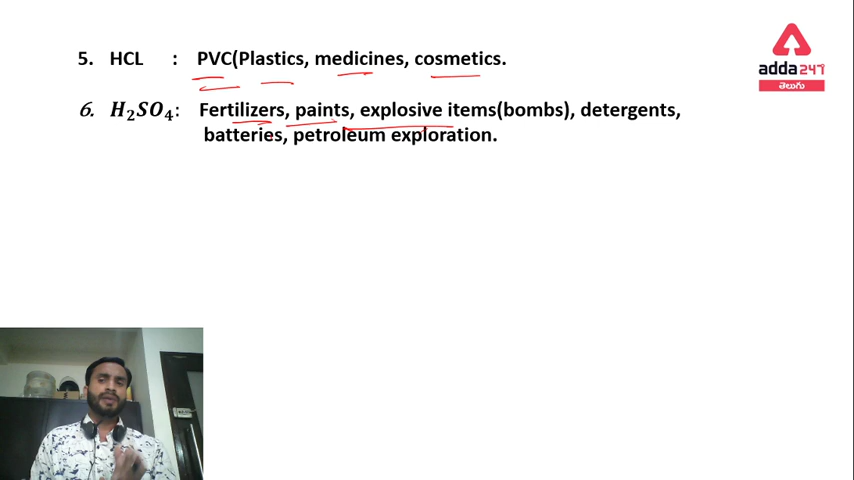 5. HCL : PVC(Plastics, medicines, cosmetics.
6. H₂SO₄: Fertilizers, paints, explosive items(bombs), detergents,
batteries, petroleum exploration.
adda247
తెలుగు